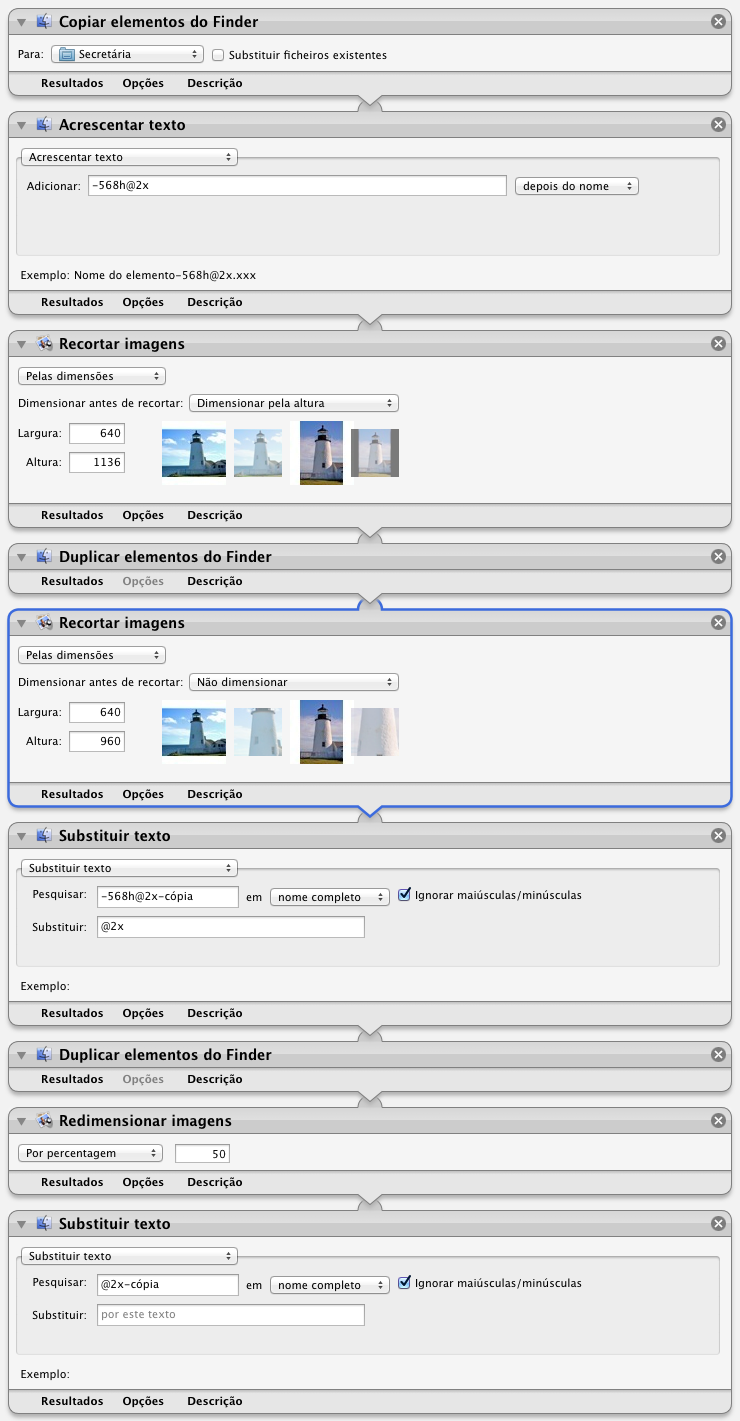 Copiar elementos do Finder
Para: Secretária Substituir ficheiros existentes
Resultados Opções Descrição
Acrescentar texto
Acrescentar texto
Adicionar: -568h@2x depois do nome
Exemplo: Nome do elemento-568h@2x.xxx
Resultados Opções Descrição
Recortar imagens
Pelas dimensões
Dimensionar antes de recortar: Dimensionar pela altura
Largura: 640
Altura: 1136
Resultados Opções Descrição
Duplicar elementos do Finder
Resultados Opções Descrição
Recortar imagens
Pelas dimensões
Dimensionar antes de recortar: Não dimensionar
Largura: 640
Altura: 960
Resultados Opções Descrição
Substituir texto
Substituir texto
Pesquisar: -568h@2x-cópia em nome completo Ignorar maiúsculas/minúsculas
Substituir: @2x
Exemplo:
Resultados Opções Descrição
Duplicar elementos do Finder
Resultados Opções Descrição
Redimensionar imagens
Por percentagem 50
Resultados Opções Descrição
Substituir texto
Substituir texto
Pesquisar: @2x-cópia em nome completo Ignorar maiúsculas/minúsculas
Substituir: por este texto
Exemplo:
Resultados Opções Descrição